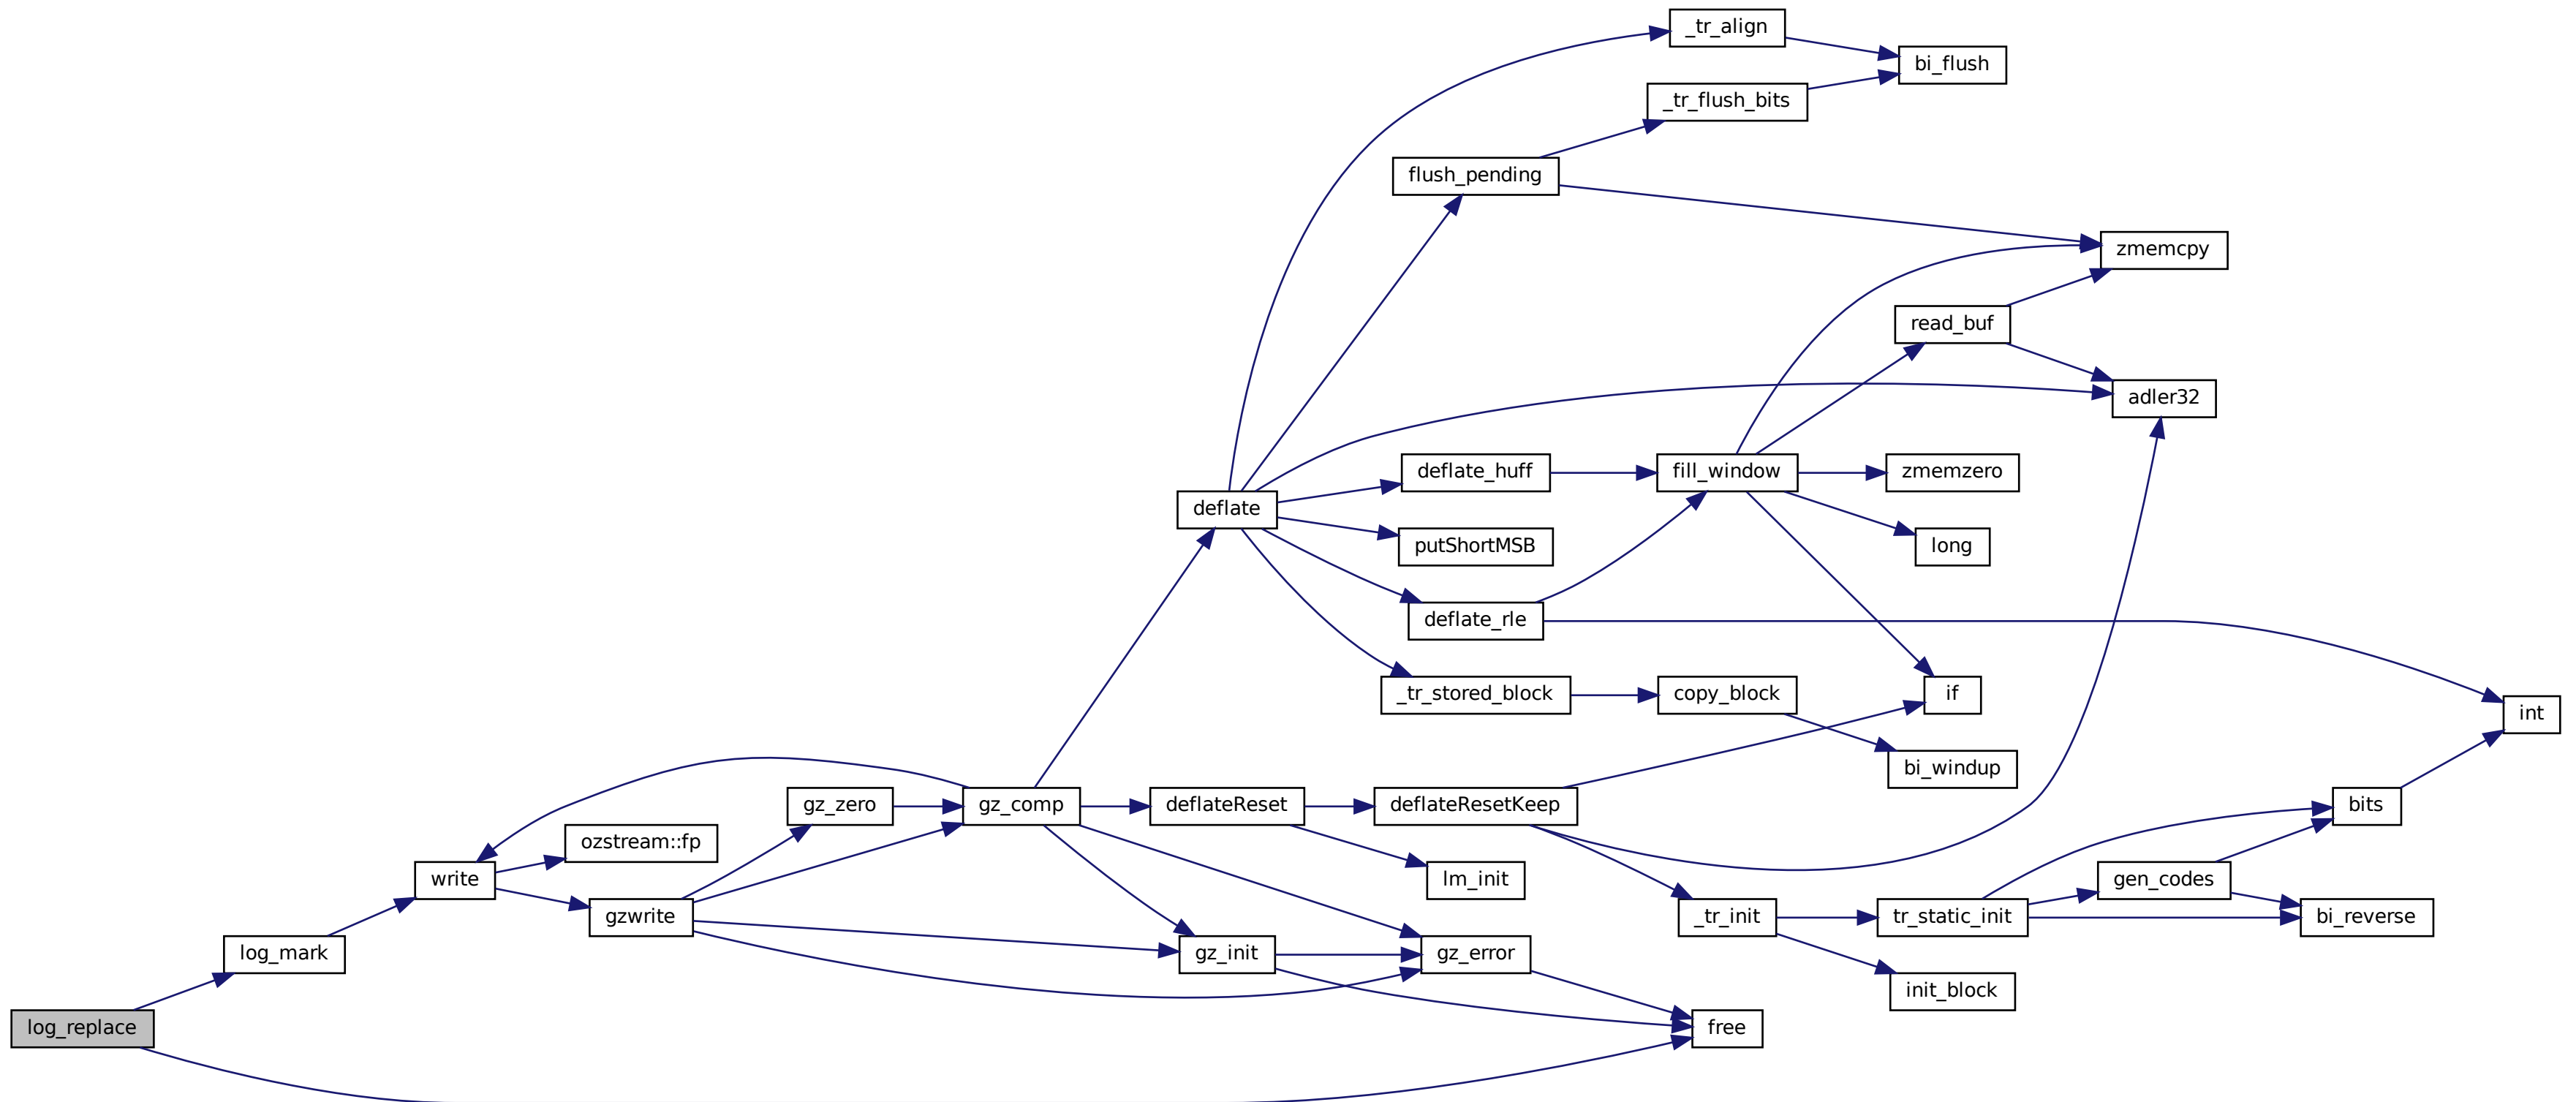 _tr_align
bi_flush
_tr_flush_bits
flush_pending
zmemcpy
read_buf
adler32
deflate_huff
fill_window
zmemzero
deflate
putShortMSB
long
deflate_rle
_tr_stored_block
copy_block
if
int
bi_windup
gz_zero
gz_comp
deflateReset
deflateResetKeep
bits
ozstream::fp
write
lm_init
gen_codes
gzwrite
_tr_init
tr_static_init
bi_reverse
log_mark
gz_init
gz_error
init_block
log_replace
free